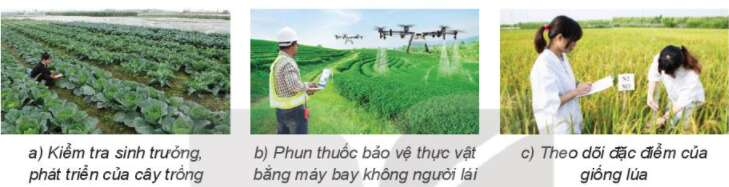 a) Kiểm tra sinh trưởng,
phát triển của cây trồng
b) Phun thuốc bảo vệ thực vật
bằng máy bay không người lái
c) Theo dõi đặc điểm của
giống lúa